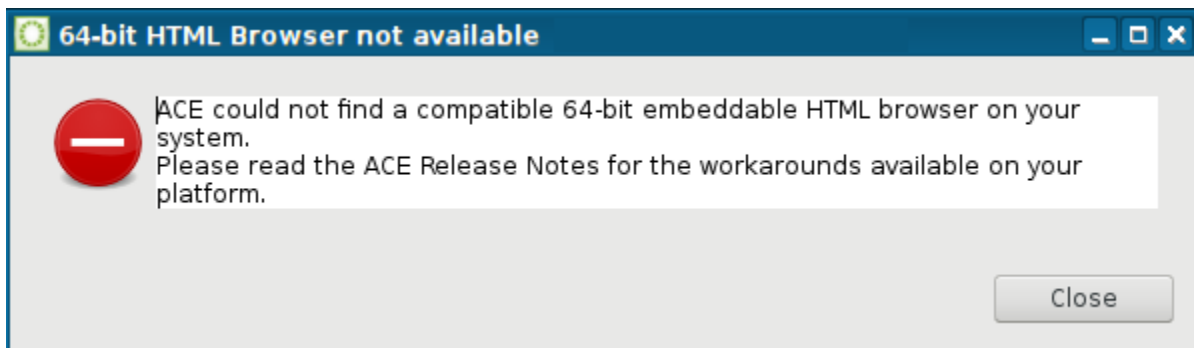 64-bit HTML Browser not available
ACE could not find a compatible 64-bit embeddable HTML browser on your
system.
Please read the ACE Release Notes for the workarounds available on your
platform.
Close